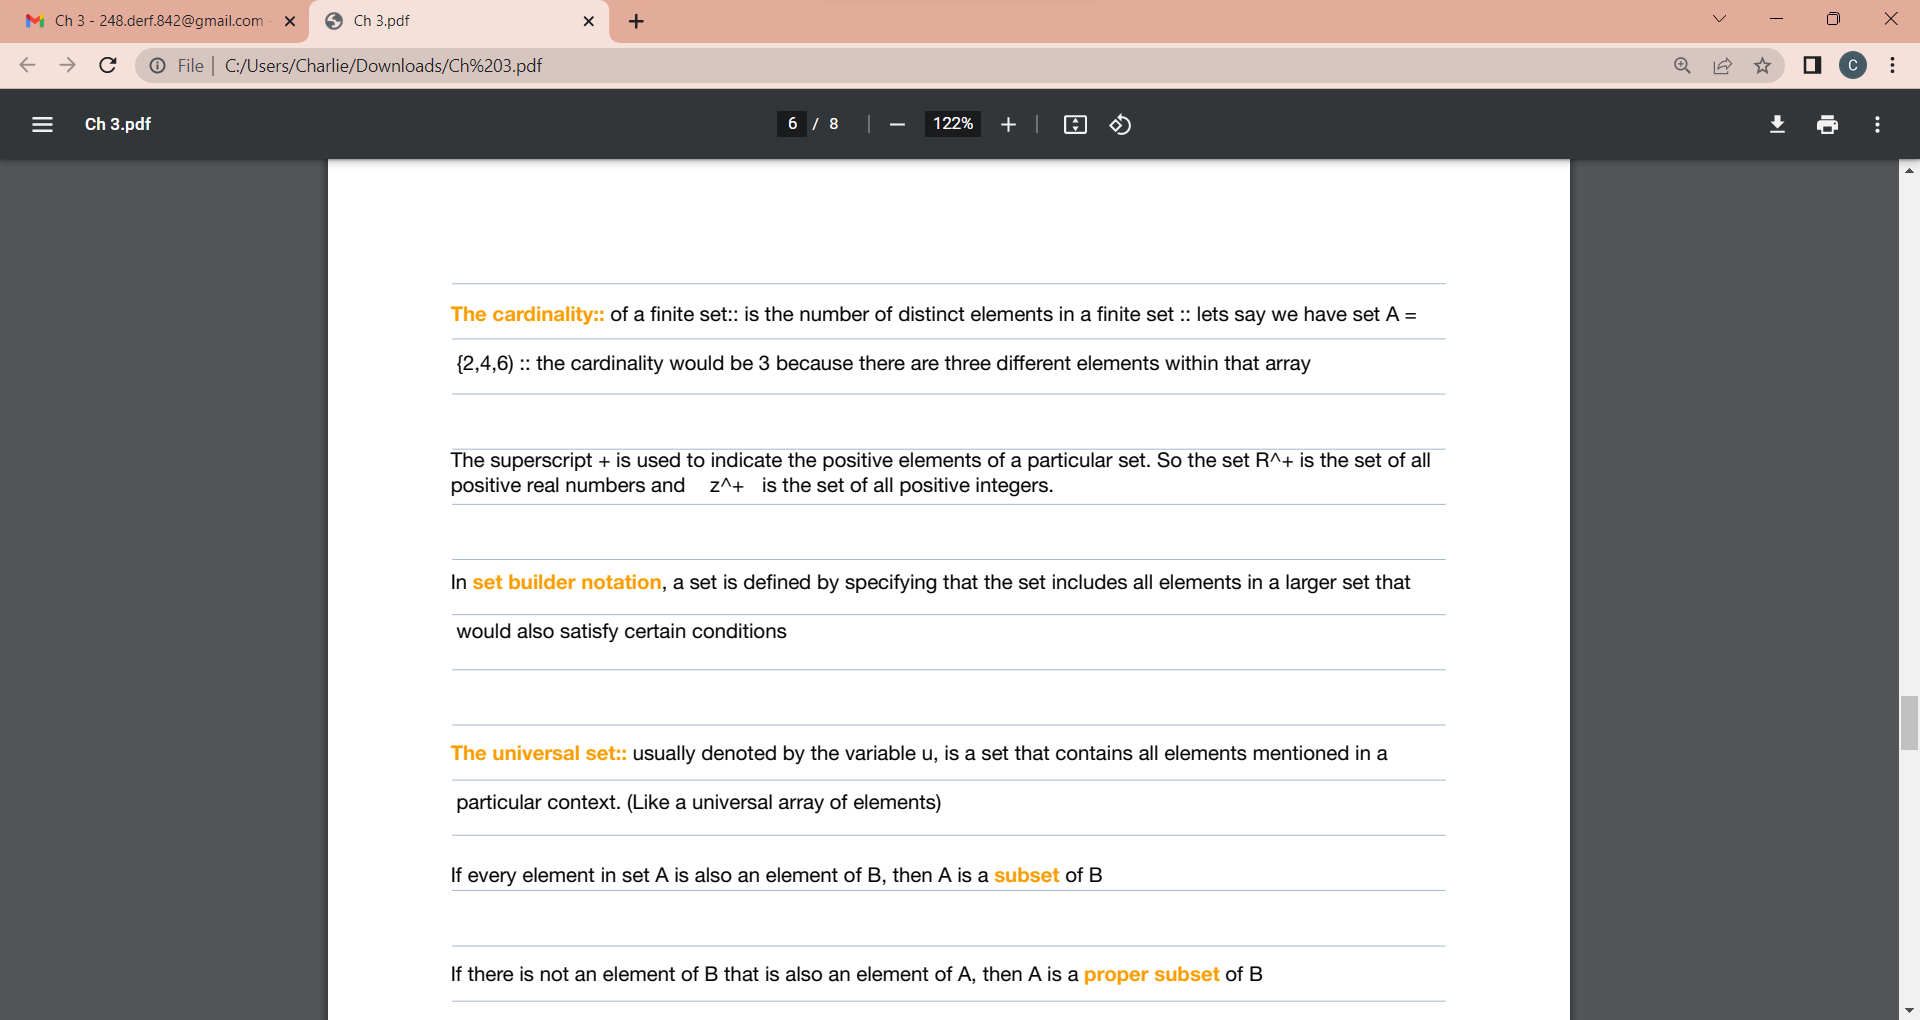 Ch 3 - 248.derf.842@gmail.com -
Ch 3.pdf
File
C:/Users/Charlie/Downloads/Ch%203.pdf
C
Ch 3.pdf
6 / 8
122%
The cardinality:: of a finite set:: is the number of distinct elements in a finite set :: lets say we have set A =
{2,4,6) :: the cardinality would be 3 because there are three different elements within that array
The superscript + is used to indicate the positive elements of a particular set. So the set R^+ is the set of all
positive real numbers and z^+ is the set of all positive integers.
In set builder notation, a set is defined by specifying that the set includes all elements in a larger set that
would also satisfy certain conditions
The universal set:: usually denoted by the variable u, is a set that contains all elements mentioned in a
particular context. (Like a universal array of elements)
If every element in set A is also an element of B, then A is a subset of B
If there is not an element of B that is also an element of A, then A is a proper subset of B